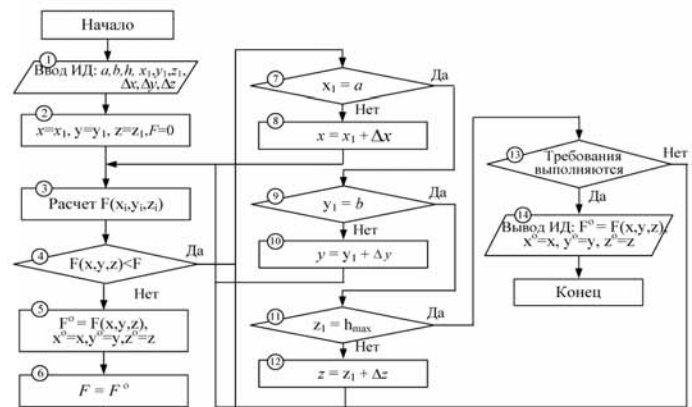 Начало
1
Ввод ИД: a,b,h, x₁,y₁,z₁,
Δx,Δy,Δz
2
x=x₁, y=y₁, z=z₁,F=0
3
Расчет F(xᵢ,yᵢ,zᵢ)
4
F(x,y,z)<F
Да
Нет
5
Fº = F(x,y,z),
xº=x,yº=y,zº=z
6
F = F º
7
x₁ = a
Да
Нет
8
x = x₁ + Δx
9
y₁ = b
Да
Нет
10
y = y₁ + Δy
11
z₁ = hmax
Да
Нет
12
z = z₁ + Δz
13
Требования
выполняются
Нет
Да
14
Вывод ИД: Fº = F(x,y,z),
xº=x, yº=y, zº=z
Конец